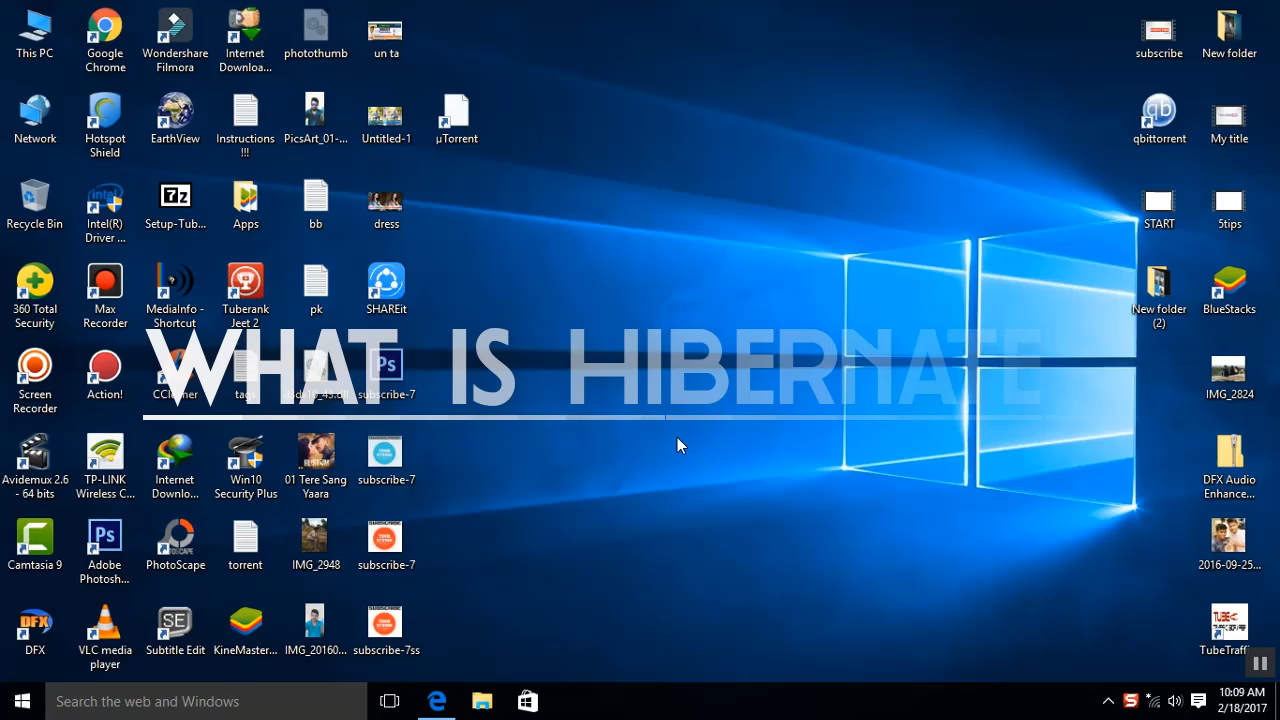 This PC
Google Chrome
Wondershare Filmora
Internet Downloa...
photothumb
un ta
subscribe
New folder
Network
Hotspot Shield
EarthView
Instructions !!!
PicsArt_01-...
Untitled-1
µTorrent
qbittorrent
My title
Recycle Bin
Intel(R) Driver ...
Setup-Tub...
Apps
bb
dress
START
5tips
360 Total Security
Max Recorder
MediaInfo - Shortcut
Tuberank Jeet 2
pk
SHAREit
New folder (2)
BlueStacks
WHAT IS HIBERNATE
Screen Recorder
Action!
CCleaner
tags
subscribe-7
IMG_2824
Avidemux 2.6 - 64 bits
TP-LINK Wireless C...
Internet Downlo...
Win10 Security Plus
01 Tere Sang Yaara
subscribe-7
DFX Audio Enhance...
Camtasia 9
Adobe Photosh...
PhotoScape
torrent
IMG_2948
subscribe-7
2016-09-25...
DFX
VLC media player
Subtitle Edit
KineMaster...
IMG_20160...
subscribe-7ss
TubeTraffi...
Search the web and Windows
10:09 AM
2/18/2017